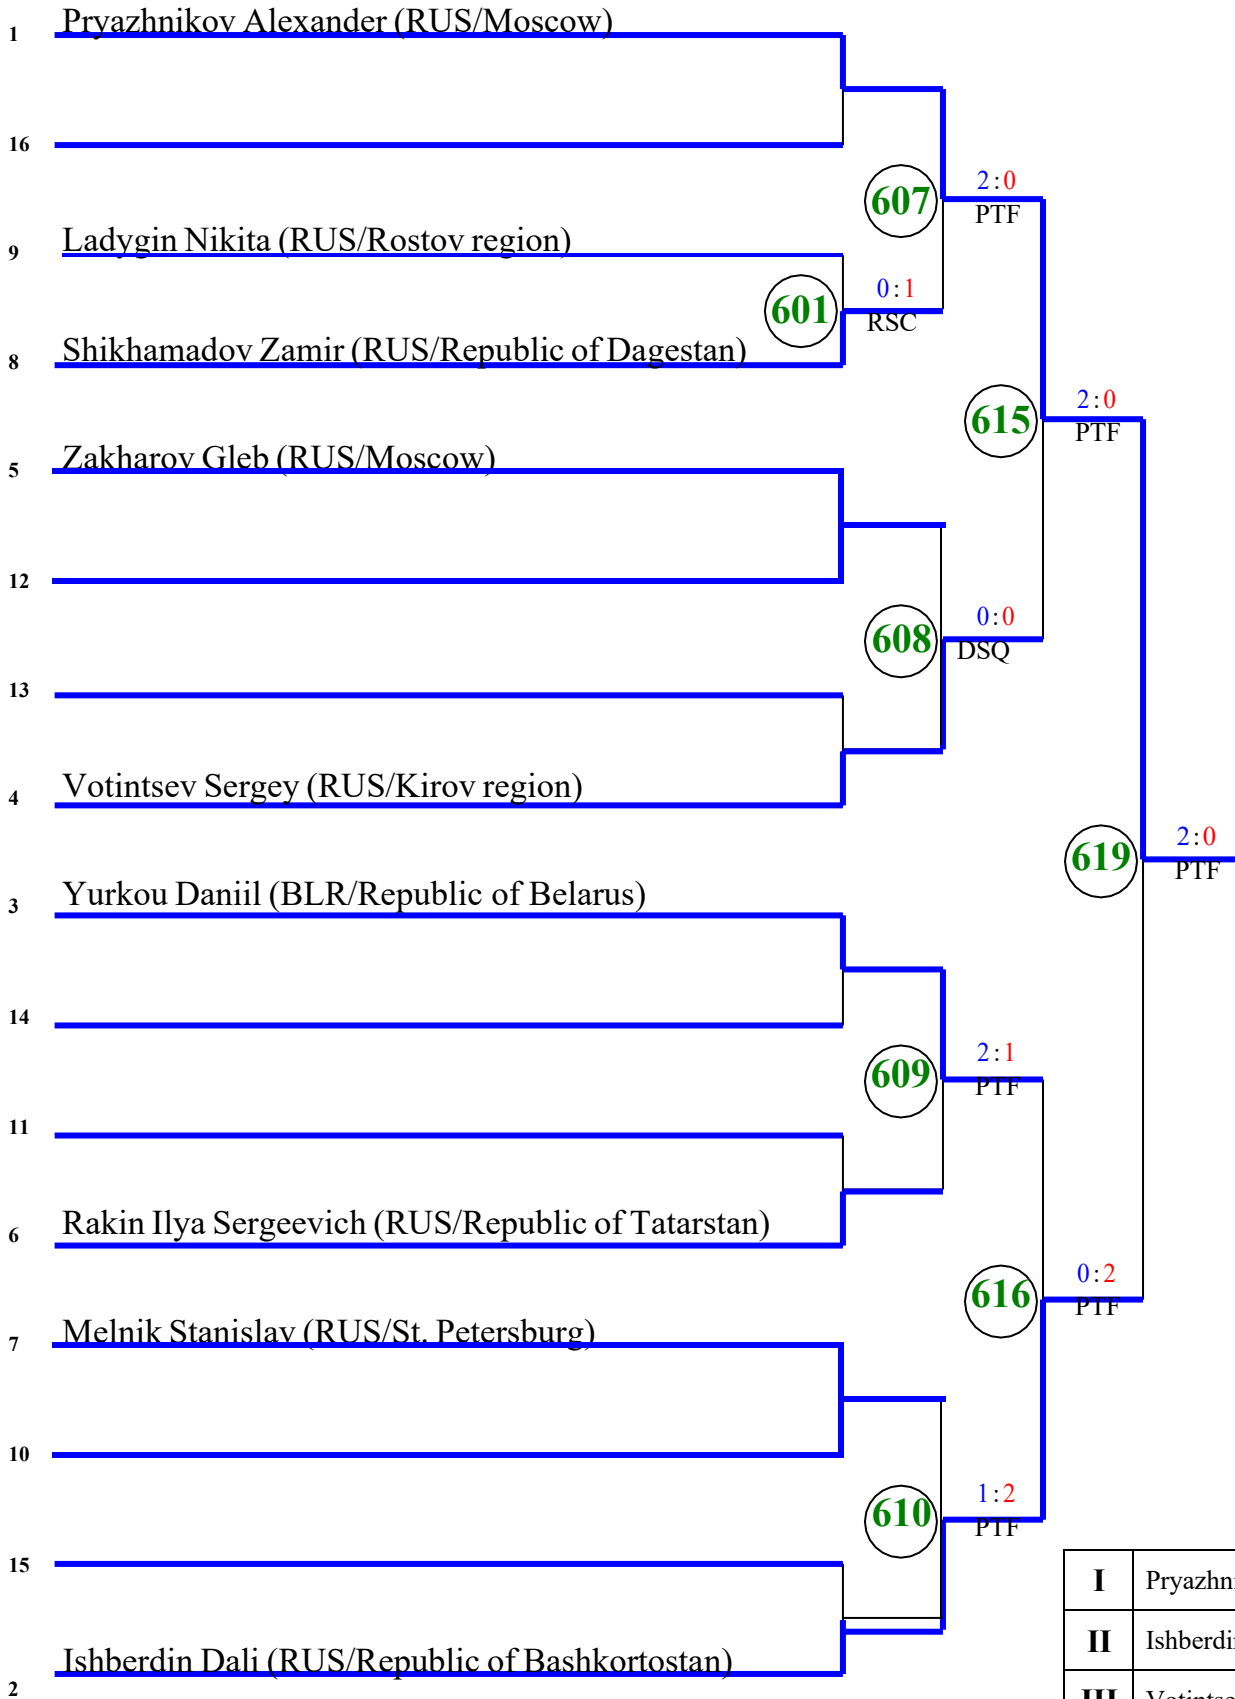 1 Pryazhnikov Alexander (RUS/Moscow)
16
607 2:0
PTF
9 Ladygin Nikita (RUS/Rostov region)
601 0:1
RSC
8 Shikhamadov Zamir (RUS/Republic of Dagestan)
615 2:0
PTF
5 Zakharov Gleb (RUS/Moscow)
12
608 0:0
DSQ
13
4 Votintsev Sergey (RUS/Kirov region)
619 2:0
PTF
3 Yurkou Daniil (BLR/Republic of Belarus)
14
609 2:1
PTF
11
6 Rakin Ilya Sergeevich (RUS/Republic of Tatarstan)
616 0:2
PTF
7 Melnik Stanislav (RUS/St. Petersburg)
10
610 1:2
PTF
15
I Pryazhn
II Ishberdin
2 Ishberdin Dali (RUS/Republic of Bashkortostan)
III Votintse